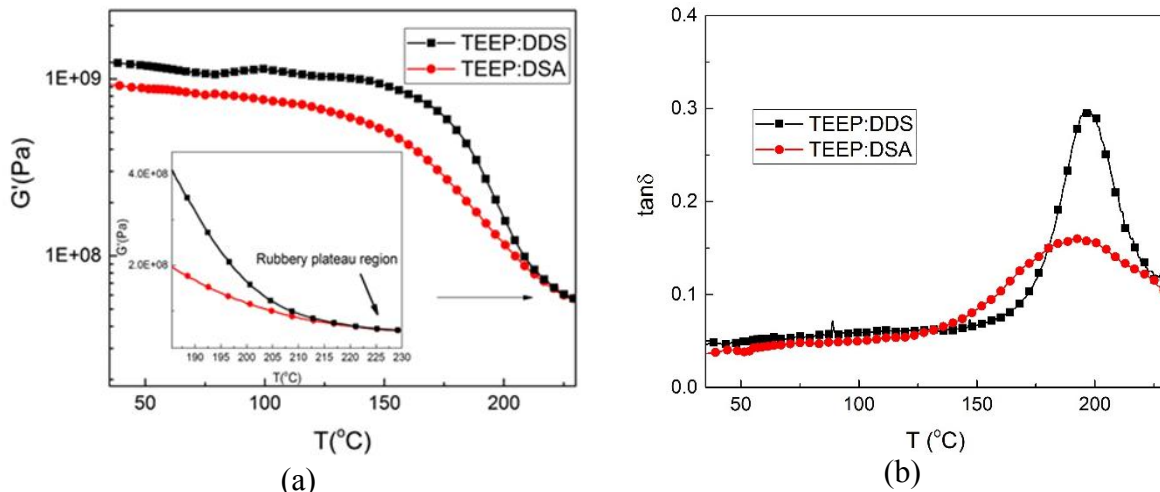 TEEP:DDS
TEEP:DSA
1E+09
1E+08
G'(Pa)
50
100
150
200
T(°C)
4.0E+08
2.0E+08
G'(Pa)
Rubbery plateau region
190 195 200 205 210 215 220 225 230
T(°C)
(a)
0.4
0.3
0.2
0.1
0.0
tanδ
TEEP:DDS
TEEP:DSA
50
100
150
200
T (°C)
(b)